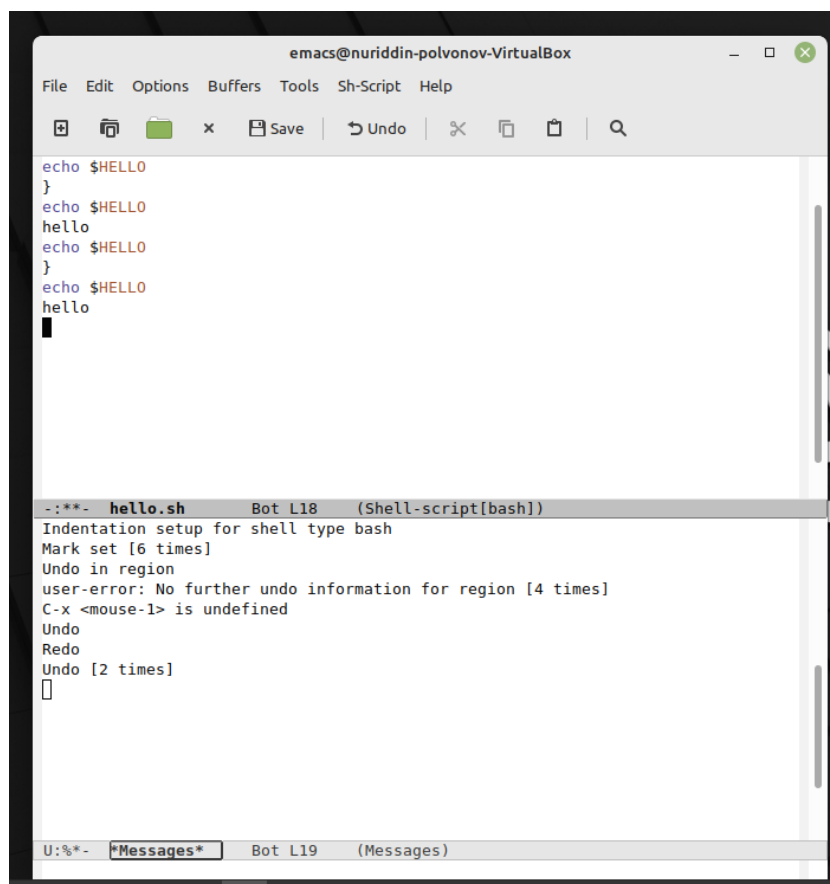 emacs@nuriddin-polvonov-VirtualBox
File Edit Options Buffers Tools Sh-Script Help
Save Undo
echo $HELLO
}
echo $HELLO
hello
echo $HELLO
}
echo $HELLO
hello
-:**- hello.sh Bot L18 (Shell-script[bash])
Indentation setup for shell type bash
Mark set [6 times]
Undo in region
user-error: No further undo information for region [4 times]
C-x <mouse-1> is undefined
Undo
Redo
Undo [2 times]
U:%*- *Messages* Bot L19 (Messages)